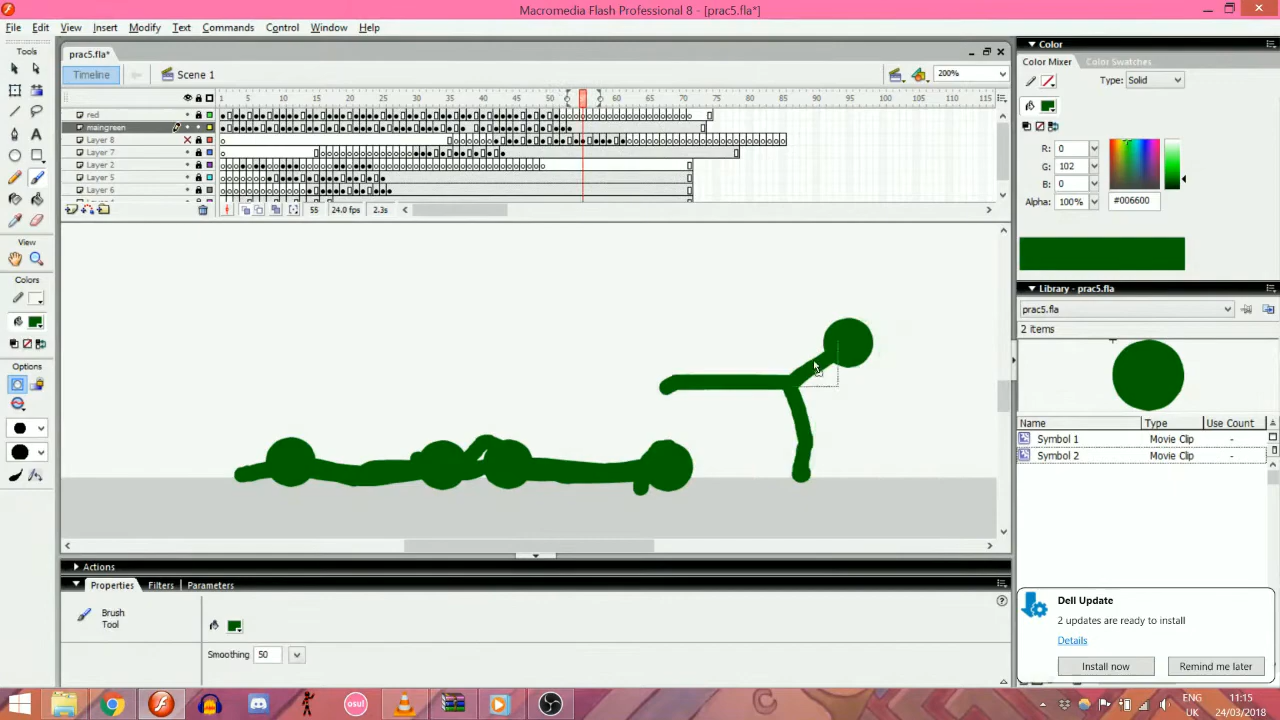 Macromedia Flash Professional 8 - [prac5.fla*]
File Edit View Insert Modify Text Commands Control Window Help
Tools
View
Colors
Options
prac5.fla*
Timeline
Scene 1
200%
1 5 10 15 20 25 30 35 40 45 50 55 60 65 70 75 80 85 90 95 100 105 110 115
red
maingreen
Layer 8
Layer 7
Layer 2
Layer 5
Layer 6
55 24.0 fps 2.3s
Actions
Properties Filters Parameters
Brush
Tool
Smoothing 50
Color
Color Mixer Color Swatches
Type: Solid
R: 0
G: 102
B: 0
Alpha: 100% #006600
Library - prac5.fla
prac5.fla
2 items
Name Type Use Count
Symbol 1 Movie Clip -
Symbol 2 Movie Clip -
Dell Update
2 updates are ready to install
Details
Install now Remind me later
osu!
ENG
UK
11:15
24/03/2018